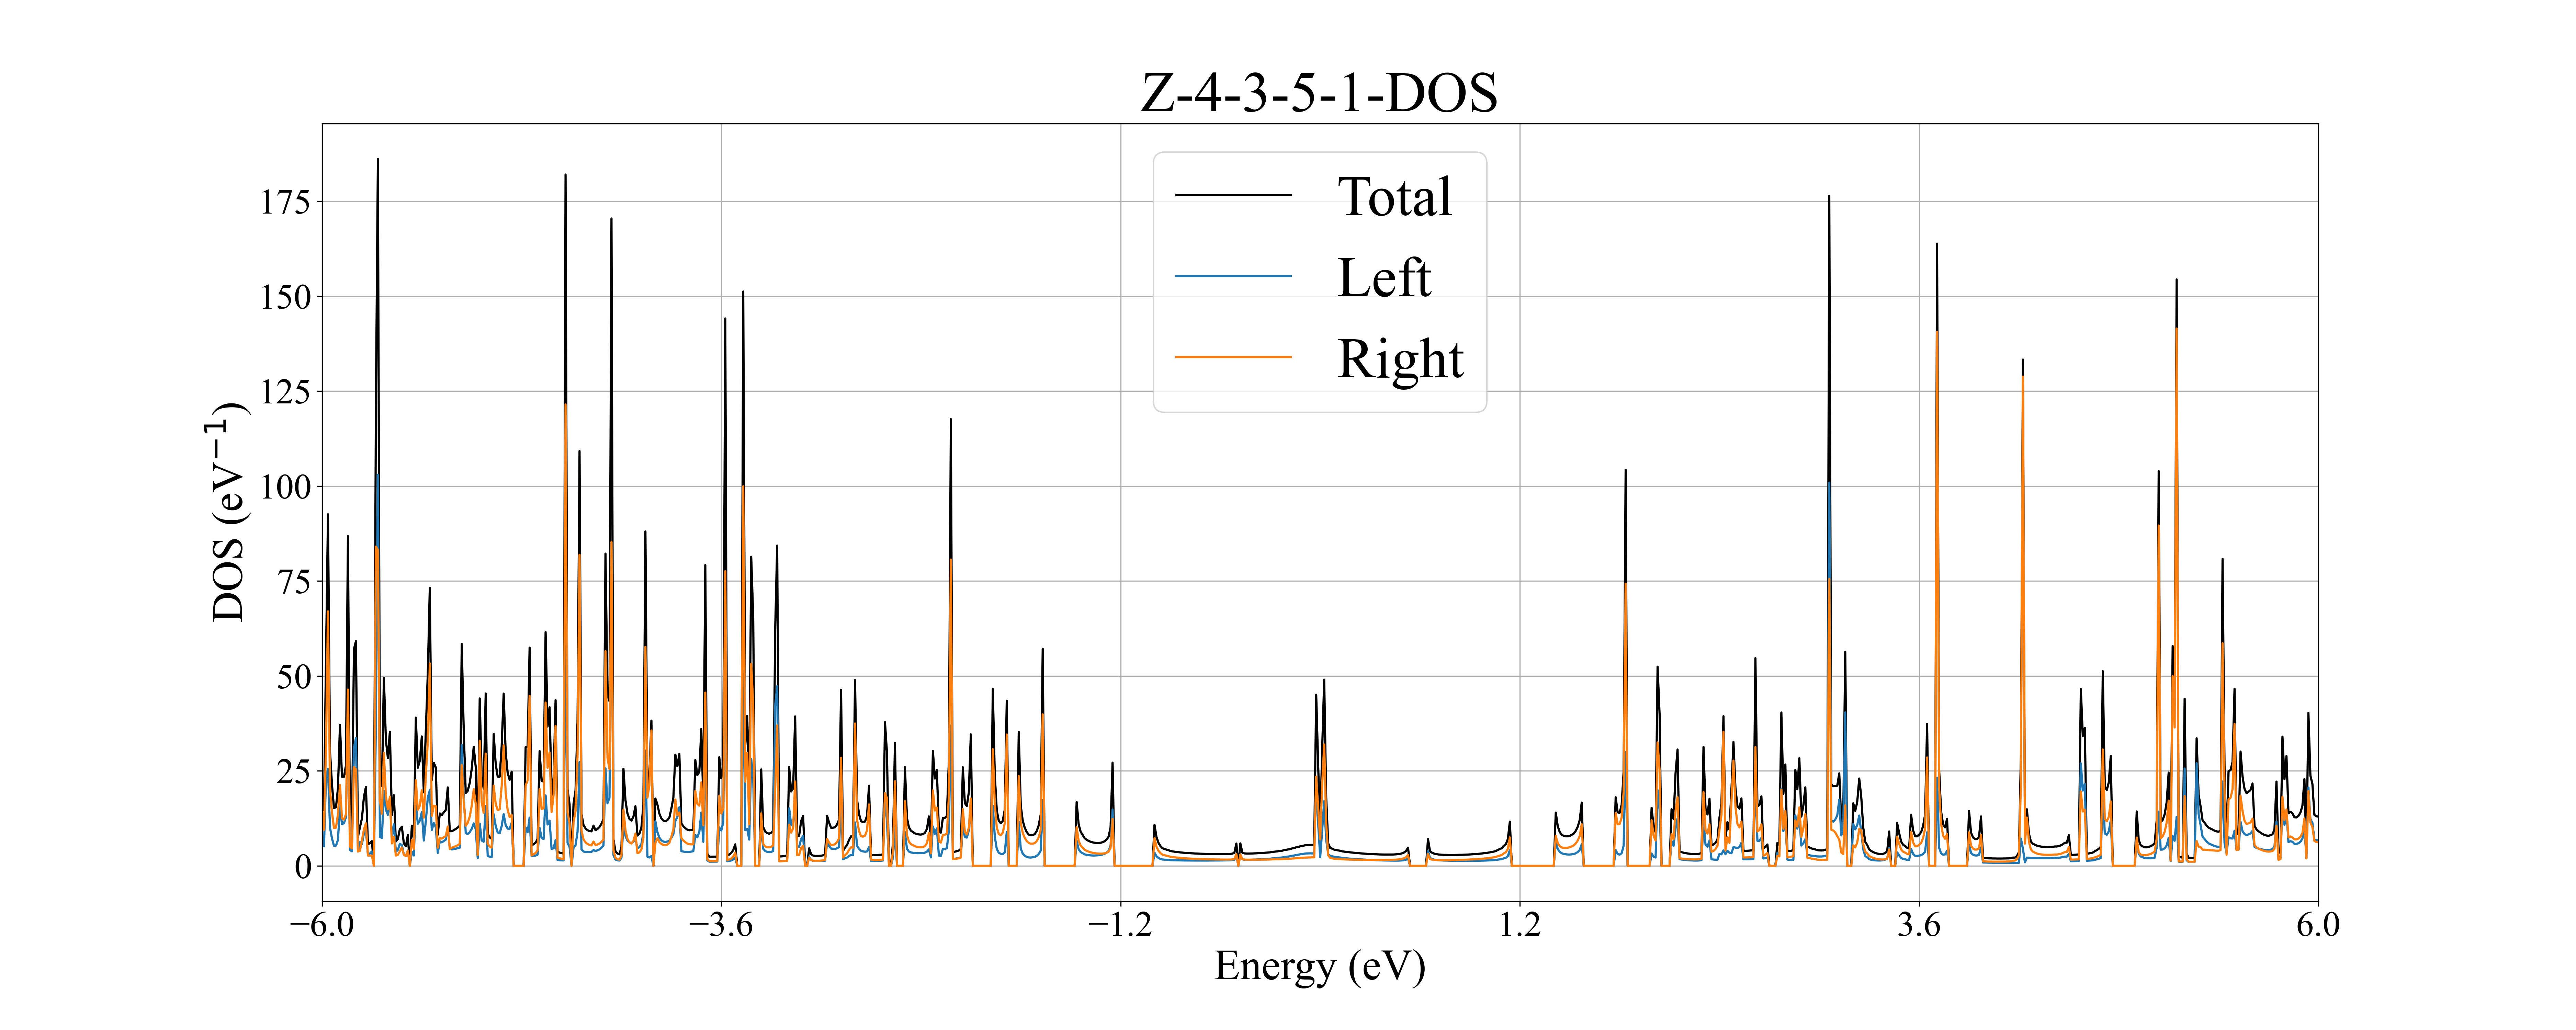 Z-4-3-5-1-DOS
Total
Left
Right
DOS (eV⁻¹)
175
150
125
100
75
50
25
0
−6.0
−3.6
−1.2
1.2
3.6
6.0
Energy (eV)